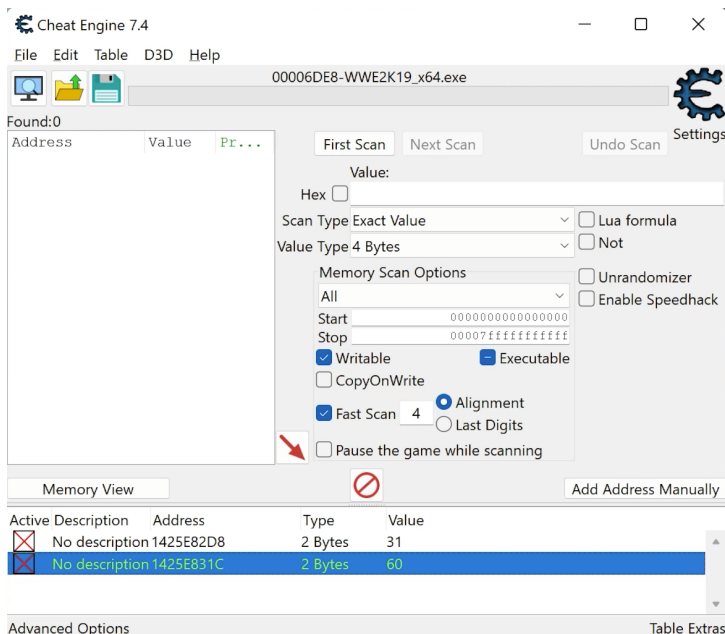 Cheat Engine 7.4
File Edit Table D3D Help
00006DE8-WWE2K19_x64.exe
Found:0
Settings
Address Value Pr...
First Scan Next Scan Undo Scan
Value:
Hex
Scan Type Exact Value
Lua formula
Value Type 4 Bytes
Not
Memory Scan Options
All
Unrandomizer
Enable Speedhack
Start 0000000000000000
Stop 00007fffffffffff
Writable Executable
CopyOnWrite
Fast Scan 4 Alignment
Last Digits
Pause the game while scanning
Memory View Add Address Manually
Active Description Address Type Value
No description 1425E82D8 2 Bytes 31
No description 1425E831C 2 Bytes 60
Advanced Options Table Extras